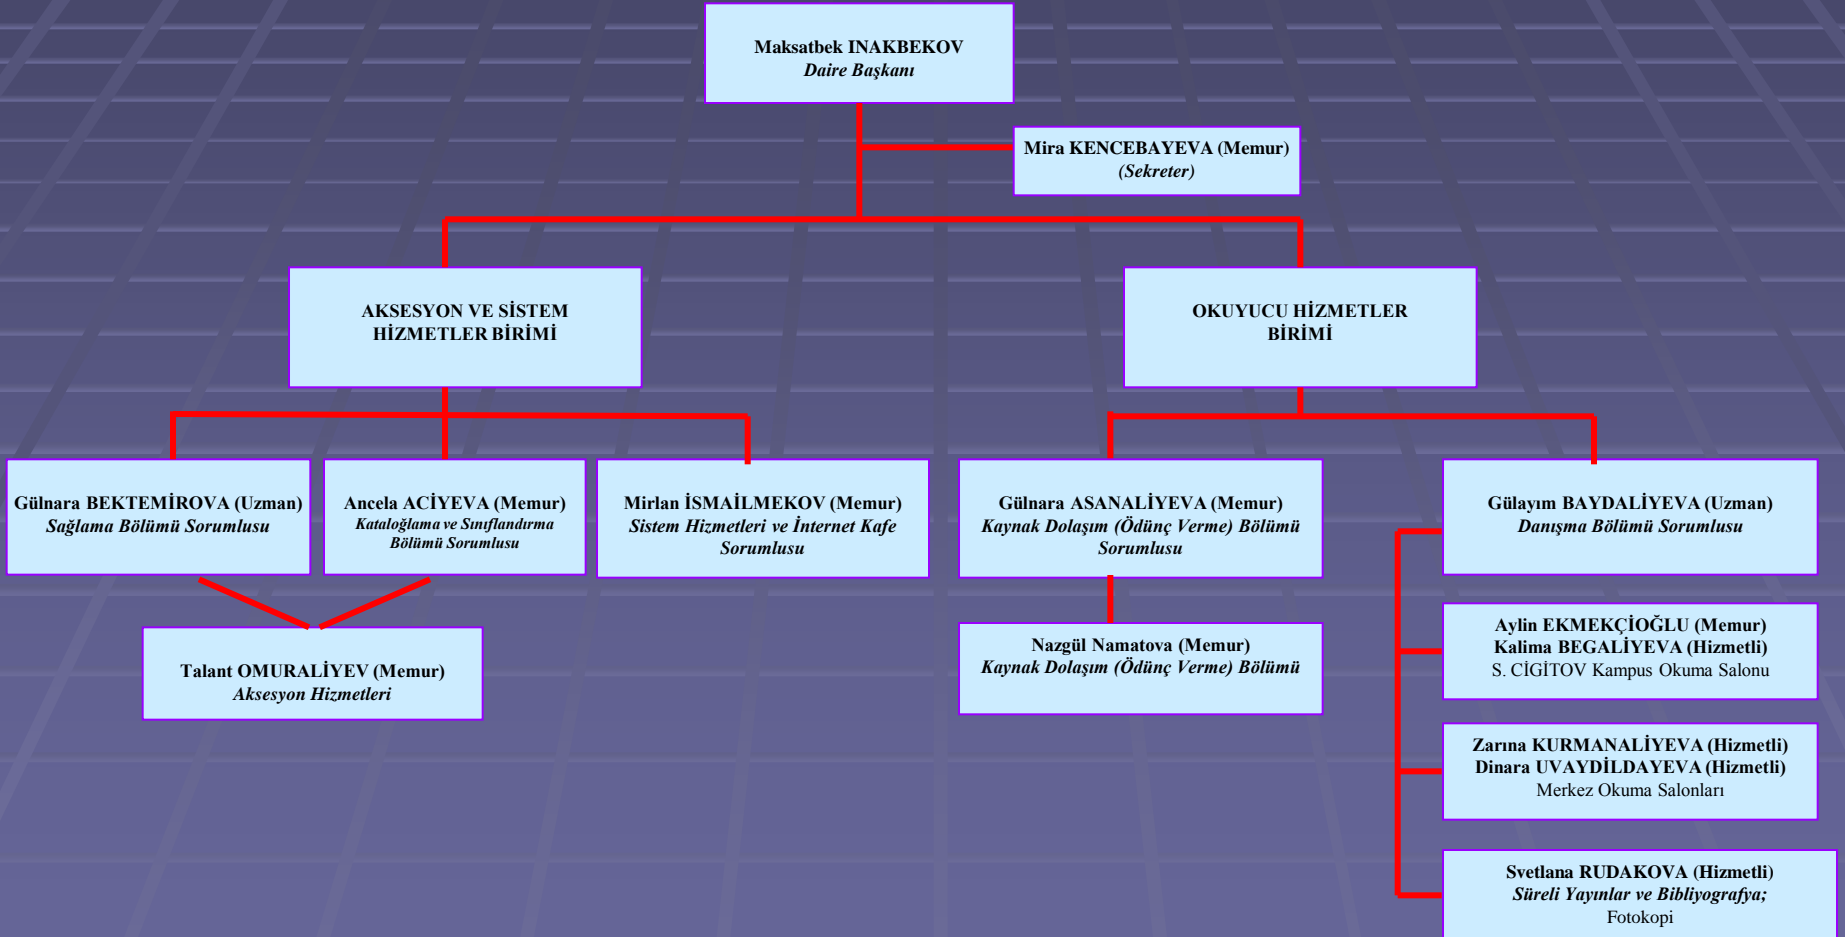 Maksatbek INAKBEKOV
Daire Başkanı
Mira KENCEBAYEVA (Memur)
(Sekreter)
AKSESYON VE SİSTEM
HİZMETLER BİRİMİ
OKUYUCU HİZMETLER
BİRİMİ
Gülnara BEKTEMİROVA (Uzman)
Sağlama Bölümü Sorumlusu
Ancela ACİYEVA (Memur)
Kataloğlama ve Sınıflandırma
Bölümü Sorumlusu
Mirlan İSMAİLMEKOV (Memur)
Sistem Hizmetleri ve İnternet Kafe
Sorumlusu
Gülnara ASANALİYEVA (Memur)
Kaynak Dolaşım (Ödünç Verme) Bölümü
Sorumlusu
Gülayım BAYDALİYEVA (Uzman)
Danışma Bölümü Sorumlusu
Talant OMURALİYEV (Memur)
Aksesyon Hizmetleri
Nazgül Namatova (Memur)
Kaynak Dolaşım (Ödünç Verme) Bölümü
Aylin EKMEKÇİOĞLU (Memur)
Kalima BEGALİYEVA (Hizmetli)
S. CİGİTOV Kampus Okuma Salonu
Zarına KURMANALİYEVA (Hizmetli)
Dinara UVAYDİLDAYEVA (Hizmetli)
Merkez Okuma Salonları
Svetlana RUDAKOVA (Hizmetli)
Süreli Yayınlar ve Bibliyografya;
Fotokopi